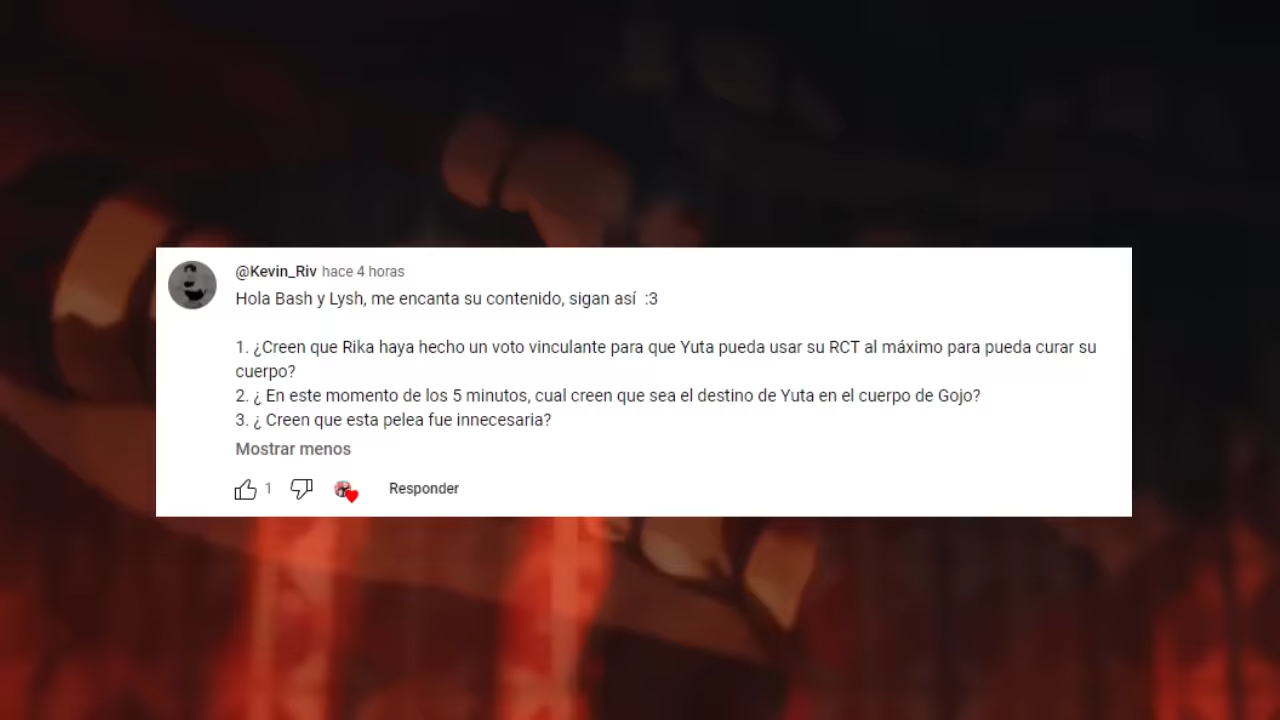 @Kevin_Riv hace 4 horas
Hola Bash y Lysh, me encanta su contenido, sigan así :3
1. ¿Creen que Rika haya hecho un voto vinculante para que Yuta pueda usar su RCT al máximo para pueda curar su
cuerpo?
2. ¿ En este momento de los 5 minutos, cual creen que sea el destino de Yuta en el cuerpo de Gojo?
3. ¿ Creen que esta pelea fue innecesaria?
Mostrar menos
1 Responder